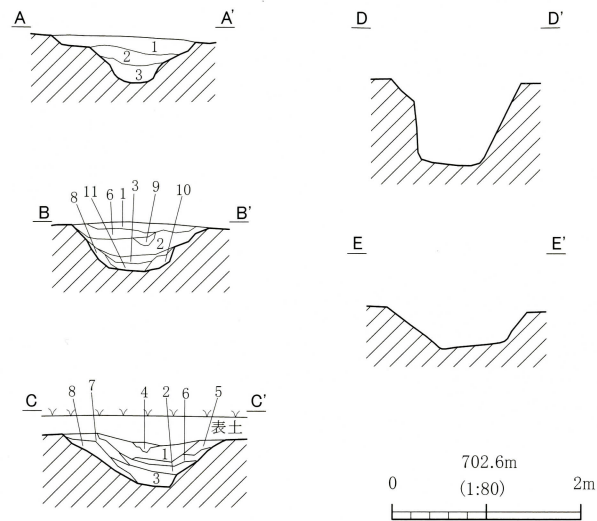 A A'
1
2
3
D D'
8 11 6 1 3 9 10
B B'
2
E E'
8 7 4 2 6 5
C C'
表土
1
3
702.6m
0 (1:80) 2m